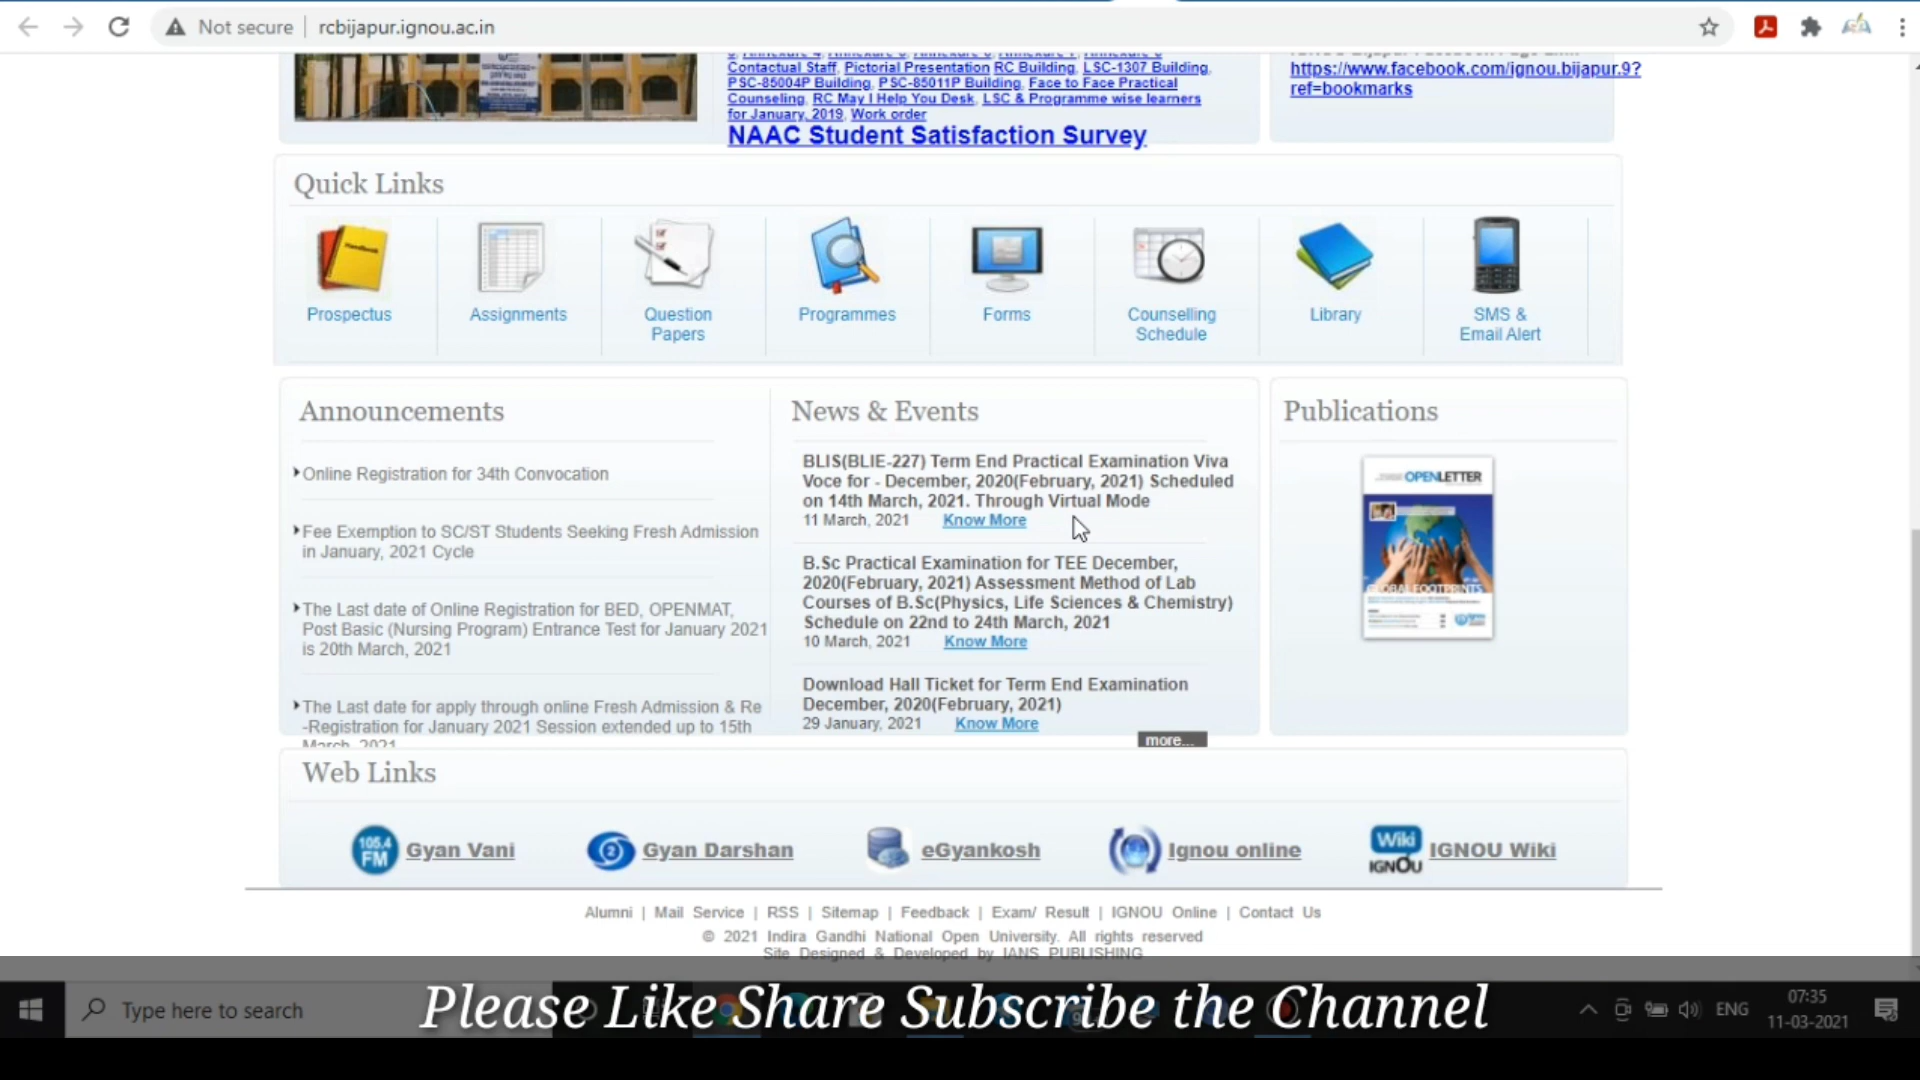 Not secure
rcbijapur.ignou.ac.in
Contactual Staff, Pictorial Presentation RC Building, LSC-1307 Building,
PSC-85004P Building, PSC-85011P Building, Face to Face Practical
Counseling, RC May I Help You Desk, LSC & Programme wise learners
for January, 2019, Work order
NAAC Student Satisfaction Survey
https://www.facebook.com/ignou.bijapur.9?
ref=bookmarks
Quick Links
Handbook
Prospectus
Assignments
Question
Papers
Programmes
Forms
Counselling
Schedule
Library
SMS &
Email Alert
Announcements
Online Registration for 34th Convocation
Fee Exemption to SC/ST Students Seeking Fresh Admission
in January, 2021 Cycle
The Last date of Online Registration for BED, OPENMAT,
Post Basic (Nursing Program) Entrance Test for January 2021
is 20th March, 2021
The Last date for apply through online Fresh Admission & Re
-Registration for January 2021 Session extended up to 15th
March, 2021
News & Events
BLIS(BLIE-227) Term End Practical Examination Viva
Voce for - December, 2020(February, 2021) Scheduled
on 14th March, 2021. Through Virtual Mode
11 March, 2021 Know More
B.Sc Practical Examination for TEE December,
2020(February, 2021) Assessment Method of Lab
Courses of B.Sc(Physics, Life Sciences & Chemistry)
Schedule on 22nd to 24th March, 2021
10 March, 2021 Know More
Download Hall Ticket for Term End Examination
December, 2020(February, 2021)
29 January, 2021 Know More
more...
Publications
OPENLETTER
GLOBAL FOOTPRINTS
Web Links
105.4
FM
Gyan Vani
2
Gyan Darshan
eGyankosh
Ignou online
Wiki
IGNOU
IGNOU Wiki
Alumni | Mail Service | RSS | Sitemap | Feedback | Exam/ Result | IGNOU Online | Contact Us
© 2021 Indira Gandhi National Open University. All rights reserved
Site Designed & Developed by IANS PUBLISHING
Type here to search
Please Like Share Subscribe the Channel
ENG
07:35
11-03-2021